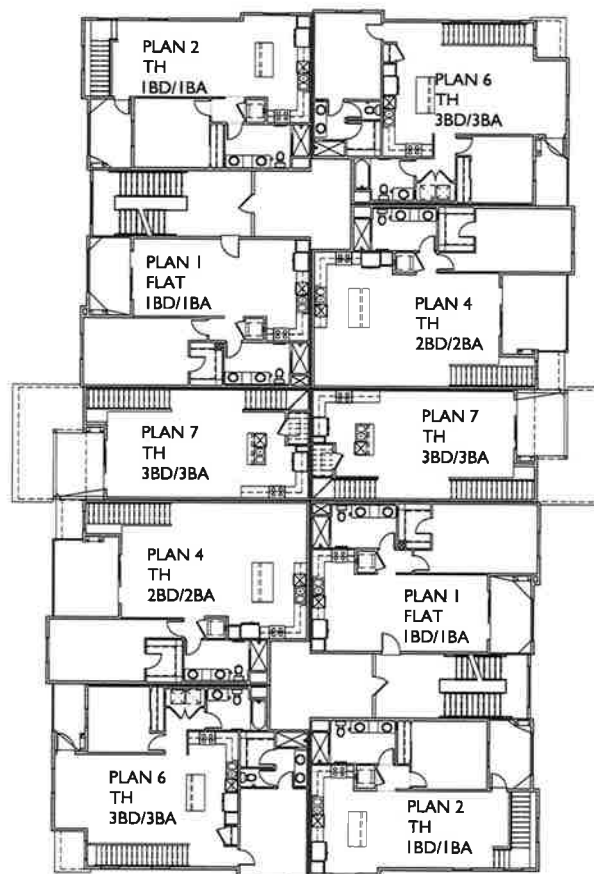 PLAN 2
TH
1BD/1BA
PLAN 6
TH
3BD/3BA
PLAN 1
FLAT
1BD/1BA
PLAN 4
TH
2BD/2BA
PLAN 7
TH
3BD/3BA
PLAN 7
TH
3BD/3BA
PLAN 4
TH
2BD/2BA
PLAN 1
FLAT
1BD/1BA
PLAN 6
TH
3BD/3BA
PLAN 2
TH
1BD/1BA